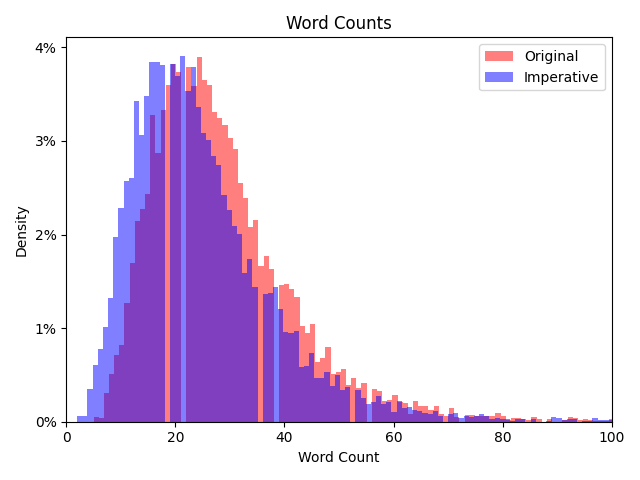 Word Counts
Original
Imperative
4%
3%
2%
1%
0%
Density
0 20 40 60 80 100
Word Count